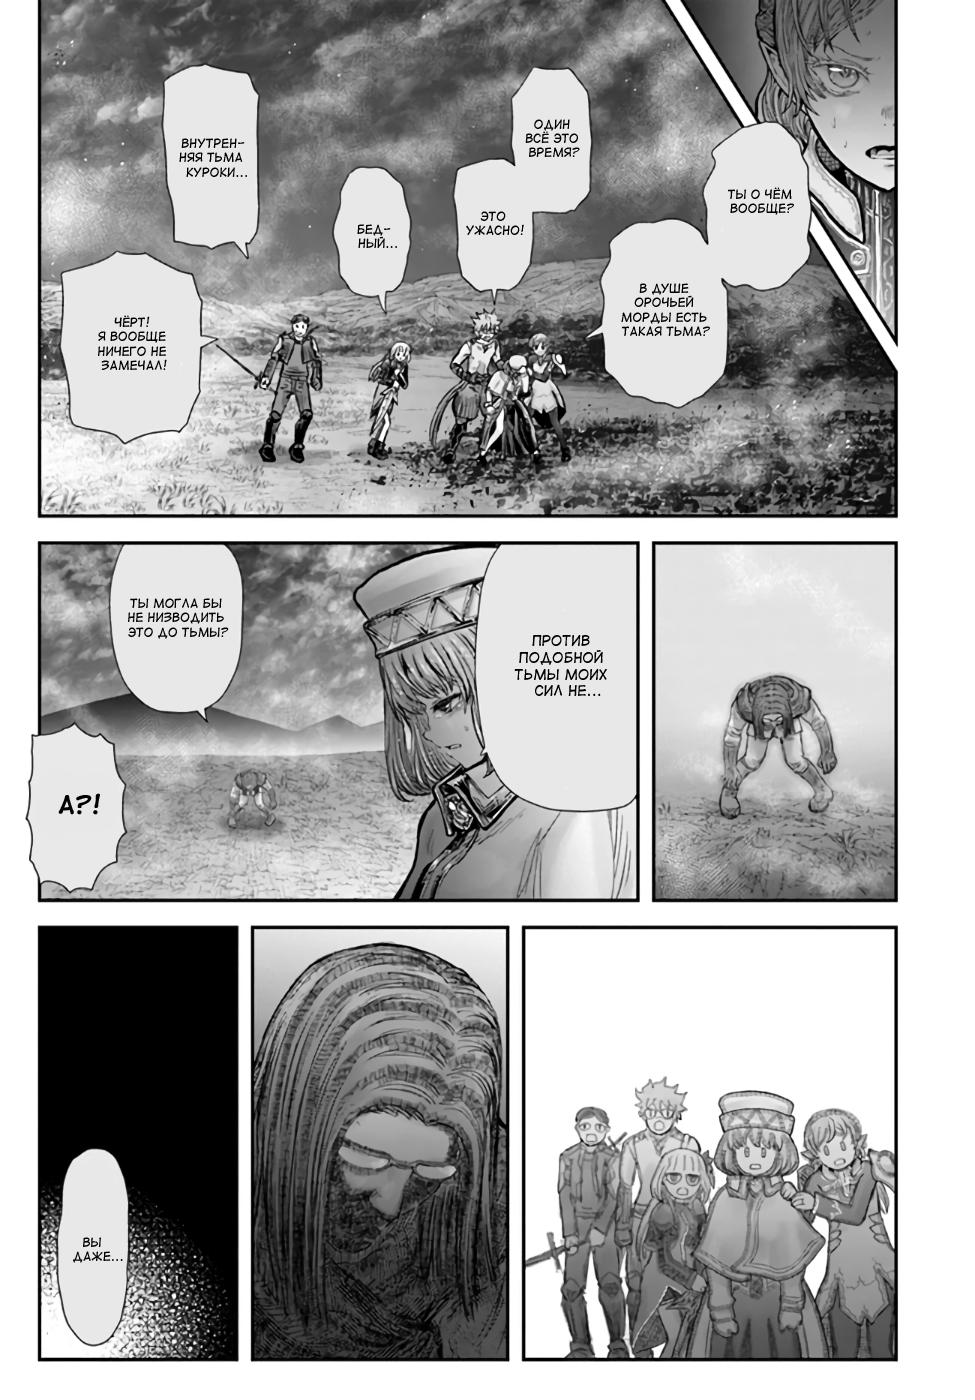 ТЫ О ЧЁМ
ВООБЩЕ?
В ДУШЕ
ОРОЧЬЕЙ
МОРДЫ ЕСТЬ
ТАКАЯ ТЬМА?
ОДИН
ВСЁ ЭТО
ВРЕМЯ?
ЭТО
УЖАСНО!
БЕД-
НЫЙ...
ВНУТРЕН-
НЯЯ ТЬМА
КУРОКИ...
ЧЁРТ!
Я ВООБЩЕ
НИЧЕГО НЕ
ЗАМЕЧАЛ!
ПРОТИВ
ПОДОБНОЙ
ТЬМЫ МОИХ
СИЛ НЕ...
ТЫ МОГЛА БЫ
НЕ НИЗВОДИТЬ
ЭТО ДО ТЬМЫ?
А?!
ВЫ
ДАЖЕ...